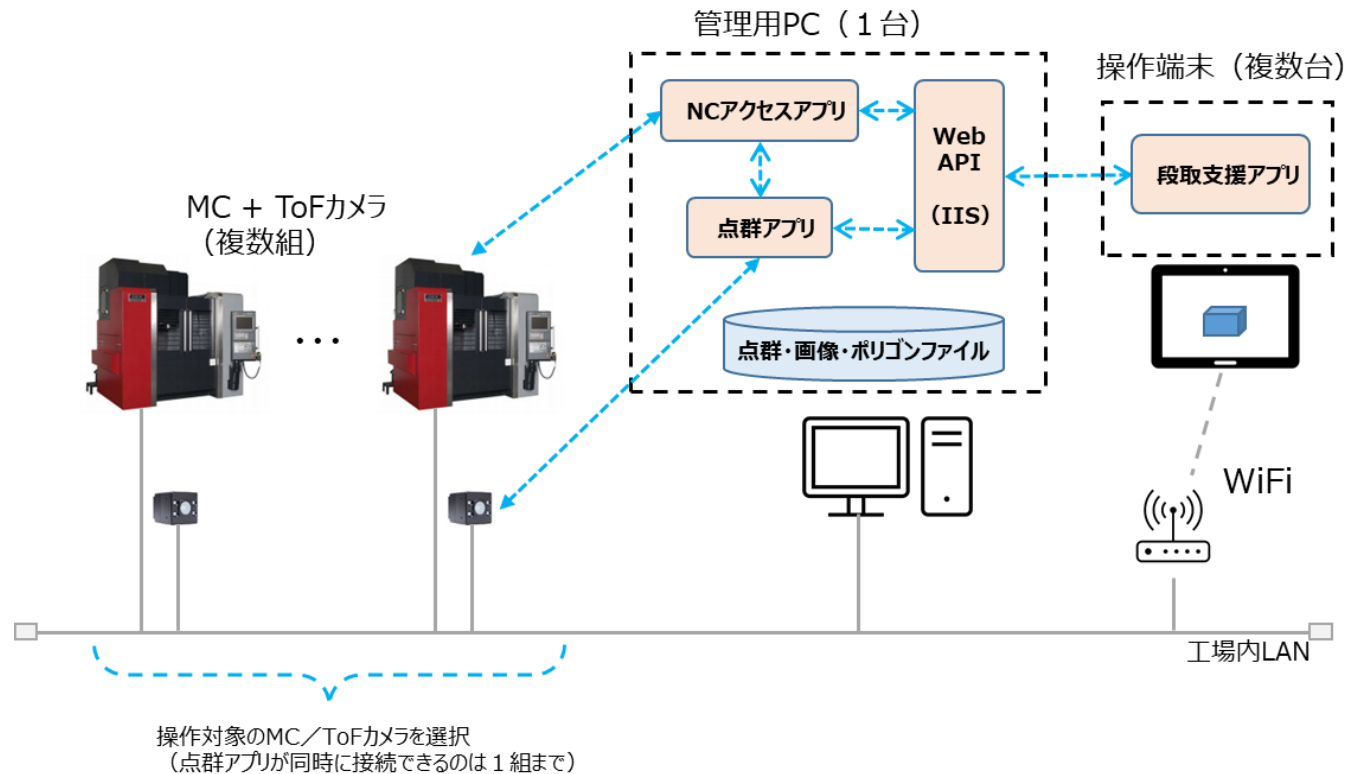 管理用PC（１台）
操作端末（複数台）
NCアクセスアプリ
Web
API
（IIS）
段取支援アプリ
MC + ToFカメラ
（複数組）
点群アプリ
・・・
点群・画像・ポリゴンファイル
WiFi
工場内LAN
操作対象のMC／ToFカメラを選択
（点群アプリが同時に接続できるのは１組まで）